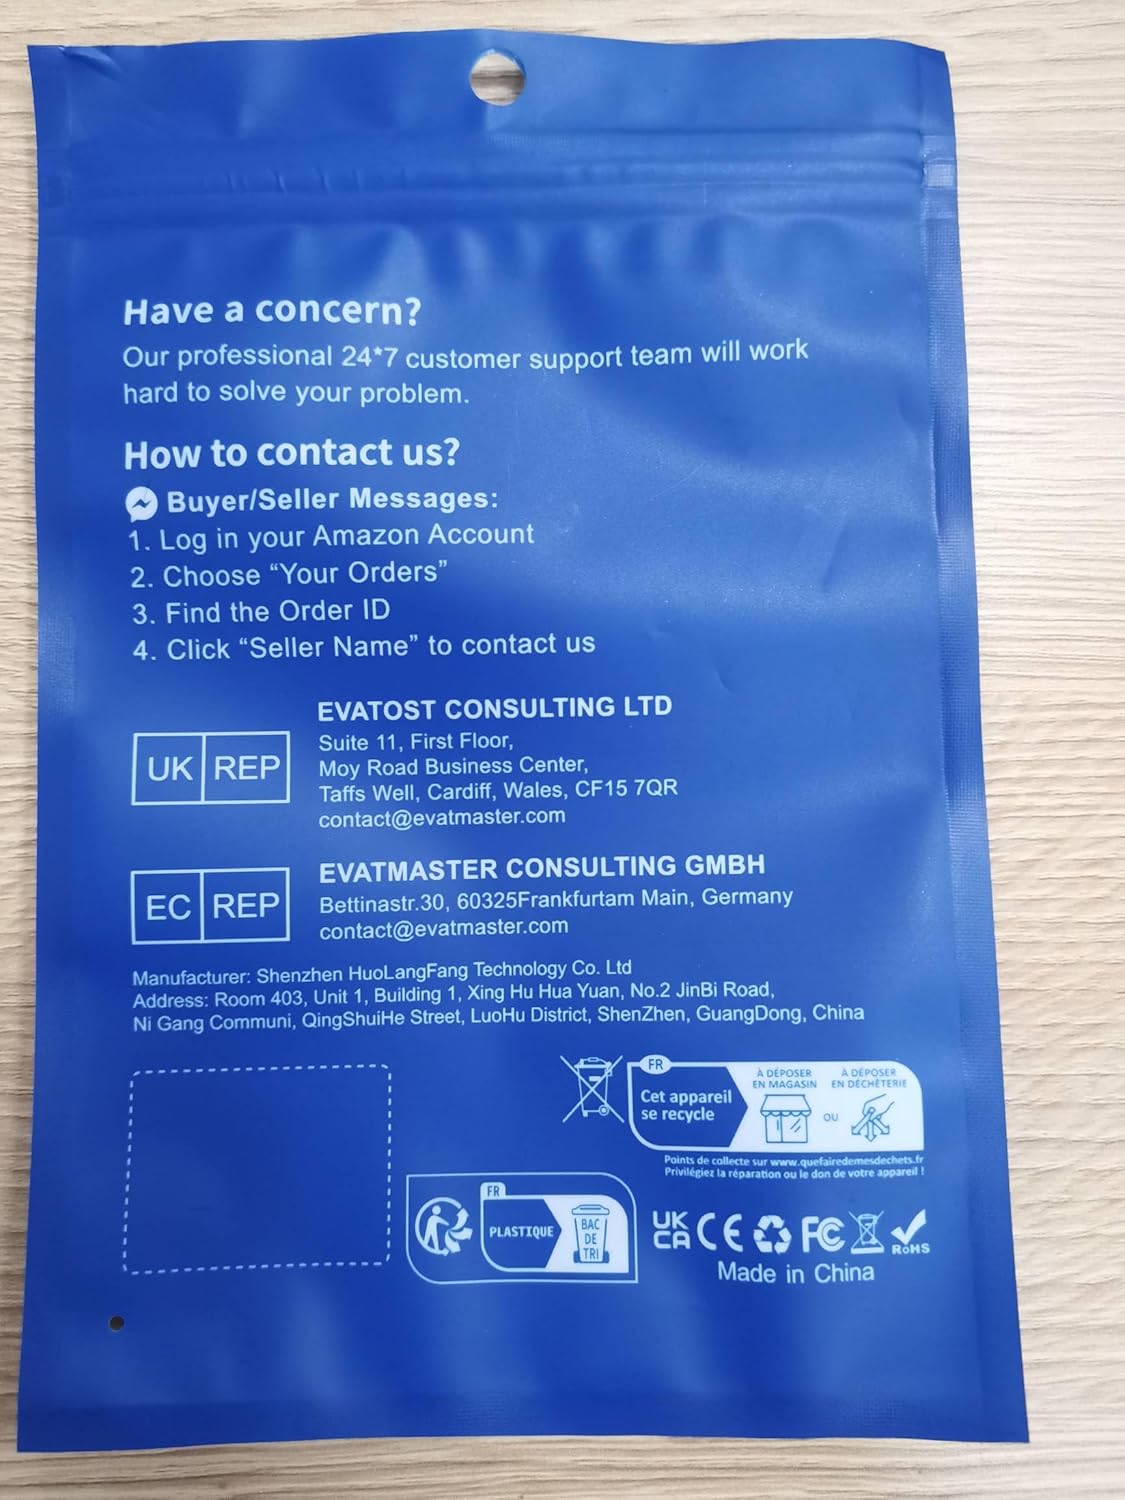 Have a concern?
Our professional 24*7 customer support team will work
hard to solve your problem.
How to contact us?
Buyer/Seller Messages:
1. Log in your Amazon Account
2. Choose “Your Orders”
3. Find the Order ID
4. Click “Seller Name” to contact us
UK REP
EVATOST CONSULTING LTD
Suite 11, First Floor,
Moy Road Business Center,
Taffs Well, Cardiff, Wales, CF15 7QR
contact@evatmaster.com
EC REP
EVATMASTER CONSULTING GMBH
Bettinastr.30, 60325Frankfurtam Main, Germany
contact@evatmaster.com
Manufacturer: Shenzhen HuoLangFang Technology Co. Ltd
Address: Room 403, Unit 1, Building 1, Xing Hu Hua Yuan, No.2 JinBi Road,
Ni Gang Communi, QingShuiHe Street, LuoHu District, ShenZhen, GuangDong, China
FR
Cet appareil
se recycle
À DÉPOSER
EN MAGASIN
OU
À DÉPOSER
EN DÉCHÈTERIE
Points de collecte sur www.quefairedemesdechets.fr
Privilégiez la réparation ou le don de votre appareil !
FR
PLASTIQUE
BAC
DE
TRI
UK
CA CE FC RoHS
Made in China